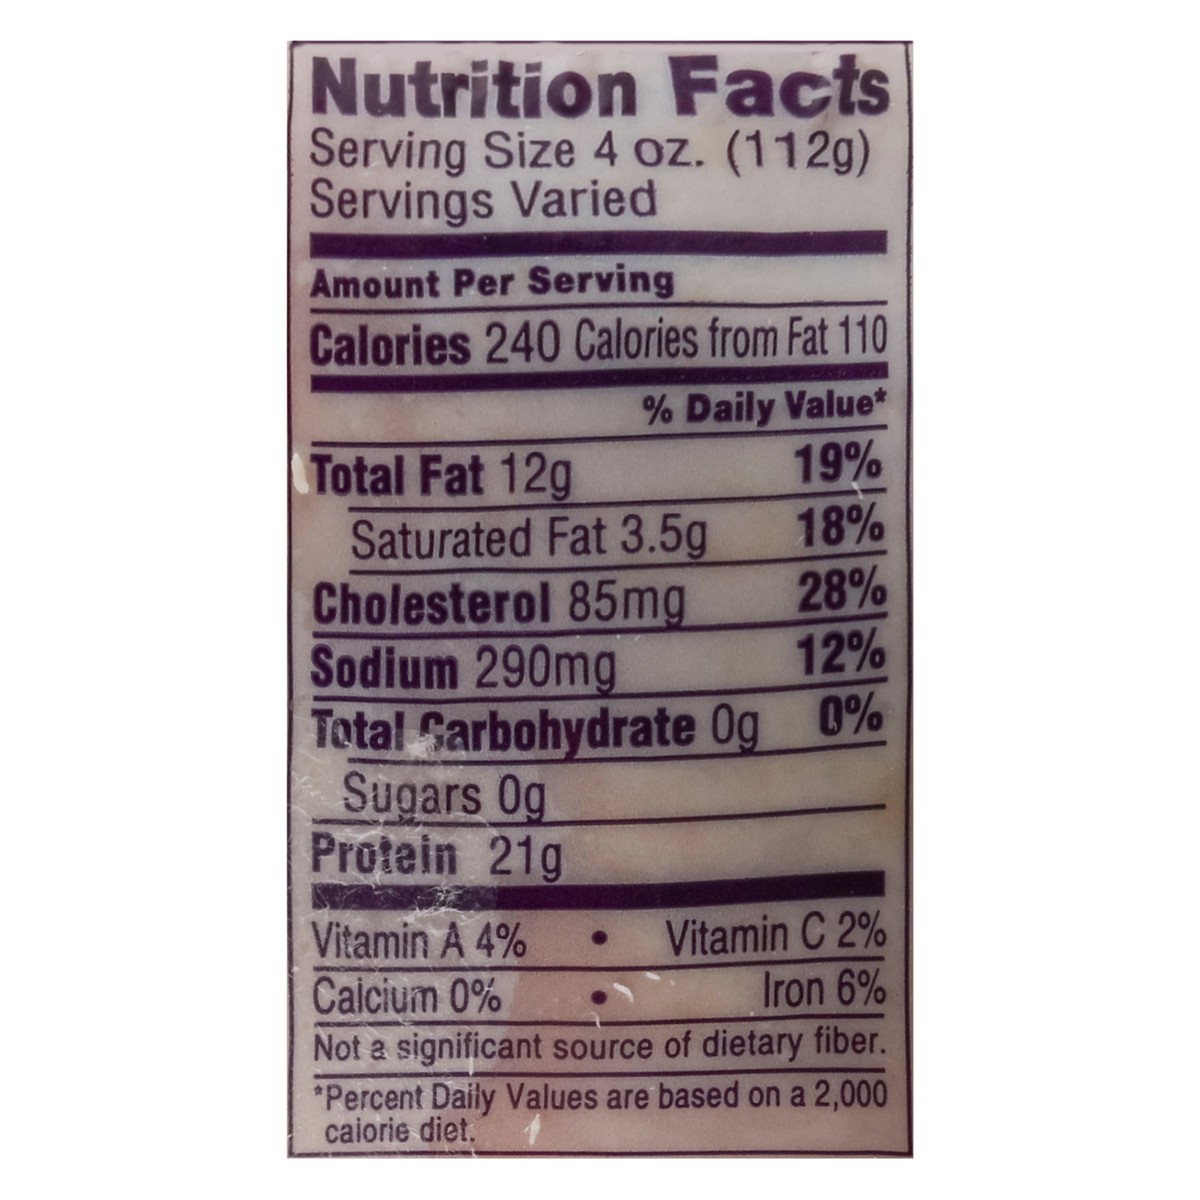 Nutrition Facts
Serving Size 4 oz. (112g)
Servings Varied
Amount Per Serving
Calories 240 Calories from Fat 110
% Daily Value*
Total Fat 12g 19%
Saturated Fat 3.5g 18%
Cholesterol 85mg 28%
Sodium 290mg 12%
Total Carbohydrate 0g 0%
Sugars 0g
Protein 21g
Vitamin A 4% • Vitamin C 2%
Calcium 0% • Iron 6%
Not a significant source of dietary fiber.
*Percent Daily Values are based on a 2,000
calorie diet.